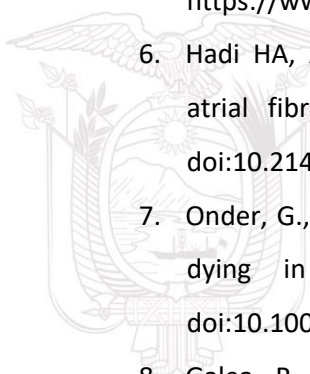 https://ww
6. Hadi HA,
atrial fibr
doi:10.214
7. Onder, G.,
dying in
doi:10.100
8. Galea R